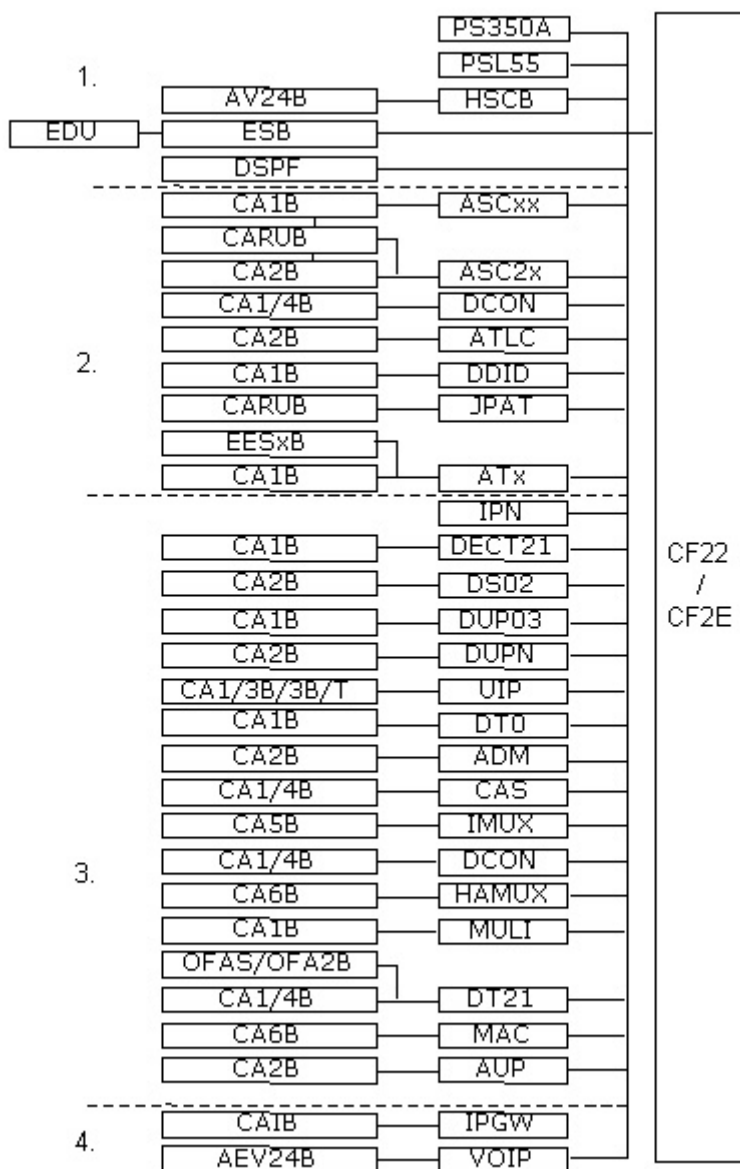 PS350A
PSL55
1.
AV24B HSCB
EDU ESB
DSPF
CA1B ASCxx
CARUB
CA2B ASC2x
CA1/4B DCON
CA2B ATLC
2.
CA1B DDID
CARUB JPAT
EESxB
CA1B ATx
IPN
CA1B DECT21
CF22
CA2B DS02
/
CA1B DUP03
CF2E
CA2B DUPN
CA1/3B/3B/T UIP
CA1B DT0
CA2B ADM
CA1/4B CAS
CA5B IMUX
CA1/4B DCON
3.
CA6B HAMUX
CA1B MULI
OFAS/OFA2B
CA1/4B DT21
CA6B MAC
CA2B AUP
CAIB IPGW
4.
AEV24B VOIP